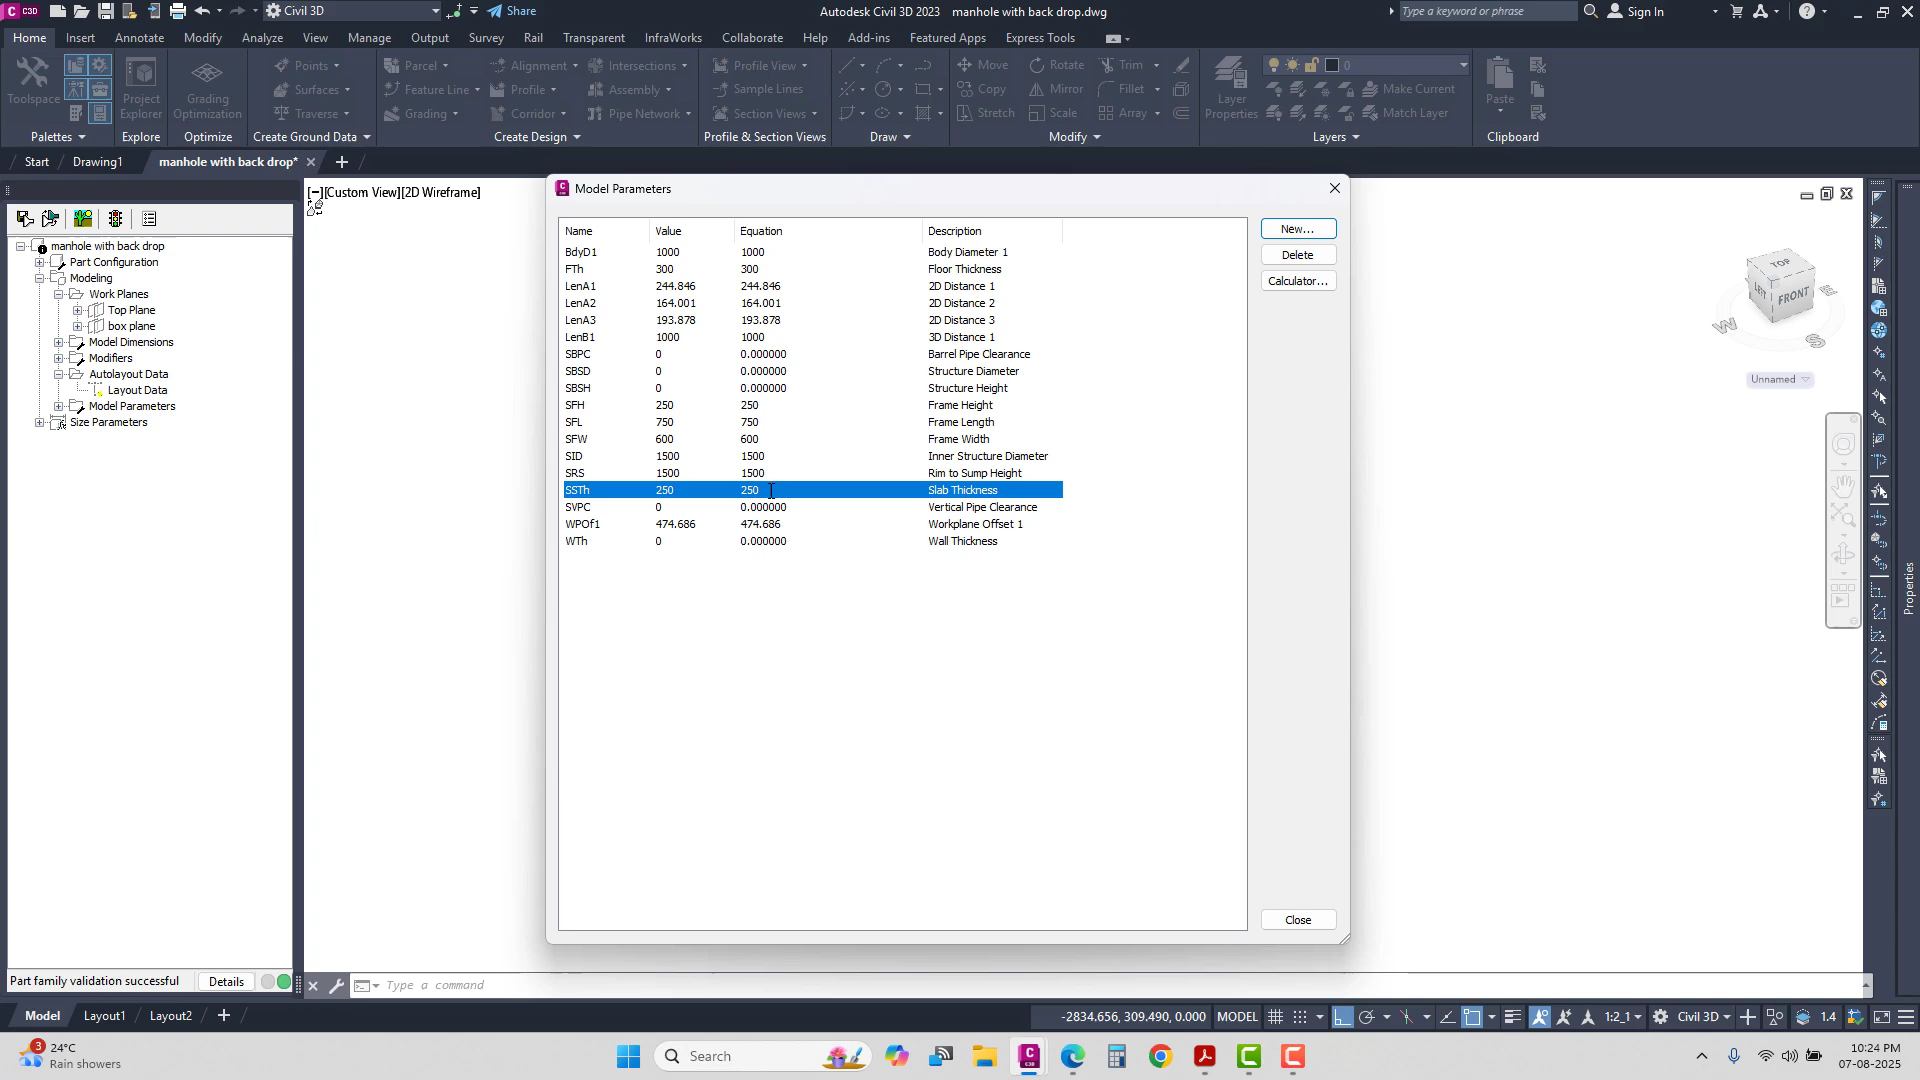 C3D
Civil 3D
Share
Autodesk Civil 3D 2023 manhole with back drop.dwg
Type a keyword or phrase
Sign In
Home Insert Annotate Modify Analyze View Manage Output Survey Rail Transparent InfraWorks Collaborate Help Add-ins Featured Apps Express Tools
Toolspace
Project Explorer
Grading Optimization
Points
Surfaces
Traverse
Parcel
Feature Line
Grading
Alignment
Profile
Corridor
Intersections
Assembly
Pipe Network
Profile View
Sample Lines
Section Views
Move
Rotate
Trim
Copy
Mirror
Fillet
Stretch
Scale
Array
Layer Properties
0
Make Current
Match Layer
Paste
Palettes Explore Optimize Create Ground Data Create Design Profile & Section Views Draw Modify Layers Clipboard
Start
Drawing1
manhole with back drop*
[−][Custom View][2D Wireframe]
manhole with back drop
Part Configuration
Modeling
Work Planes
Top Plane
box plane
Model Dimensions
Modifiers
Autolayout Data
Layout Data
Model Parameters
Size Parameters
Part family validation successful
Details
Model Parameters
Name Value Equation Description
BdyD1 1000 1000 Body Diameter 1
FTh 300 300 Floor Thickness
LenA1 244.846 244.846 2D Distance 1
LenA2 164.001 164.001 2D Distance 2
LenA3 193.878 193.878 2D Distance 3
LenB1 1000 1000 3D Distance 1
SBPC 0 0.000000 Barrel Pipe Clearance
SBSD 0 0.000000 Structure Diameter
SBSH 0 0.000000 Structure Height
SFH 250 250 Frame Height
SFL 750 750 Frame Length
SFW 600 600 Frame Width
SID 1500 1500 Inner Structure Diameter
SRS 1500 1500 Rim to Sump Height
SSTh 250 250 Slab Thickness
SVPC 0 0.000000 Vertical Pipe Clearance
WPOf1 474.686 474.686 Workplane Offset 1
WTh 0 0.000000 Wall Thickness
New...
Delete
Calculator...
Close
TOP
LEFT
FRONT
W
S
E
Unnamed
Properties
Type a command
Model
Layout1
Layout2
-2834.656, 309.490, 0.000 MODEL 1:2_1 Civil 3D 1.4
3
24°C
Rain showers
Search
10:24 PM
07-08-2025